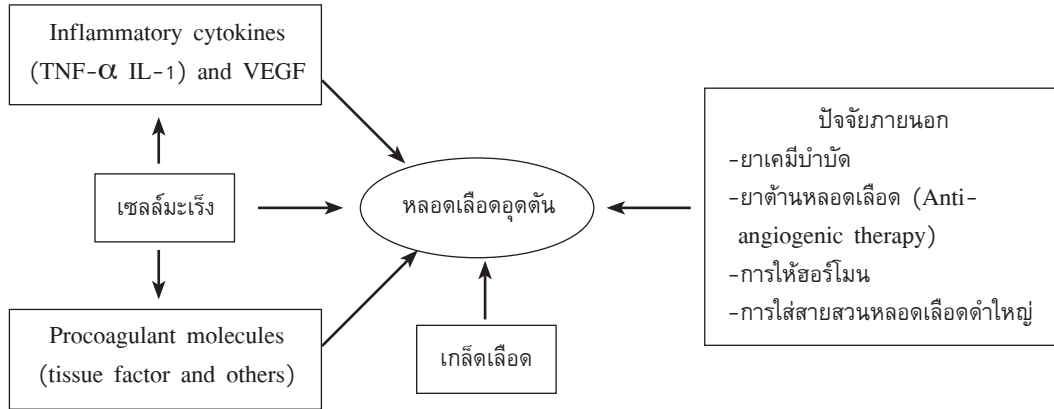 Inflammatory cytokines
(TNF-α IL-1) and VEGF
เซลล์มะเร็ง
Procoagulant molecules
(tissue factor and others)
หลอดเลือดอุดตัน
เกล็ดเลือด
ปัจจัยภายนอก
-ยาเคมีบำบัด
-ยาต้านหลอดเลือด (Anti-
angiogenic therapy)
-การให้ฮอร์โมน
-การใส่สายสวนหลอดเลือดดำใหญ่